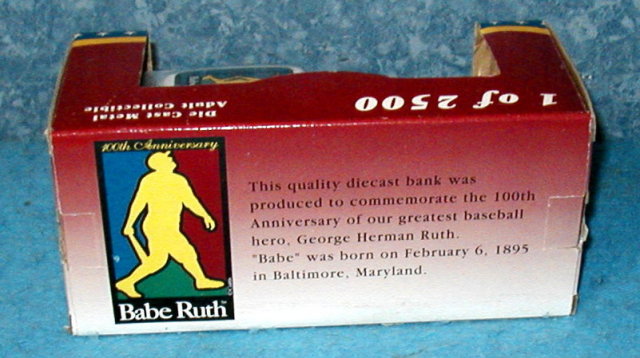 Die Cast Metal
Adult Collectible
1 of 2500
100th Anniversary
Babe Ruth
This quality diecast bank was
produced to commemorate the 100th
Anniversary of our greatest baseball
hero, George Herman Ruth.
"Babe" was born on February 6, 1895
in Baltimore, Maryland.